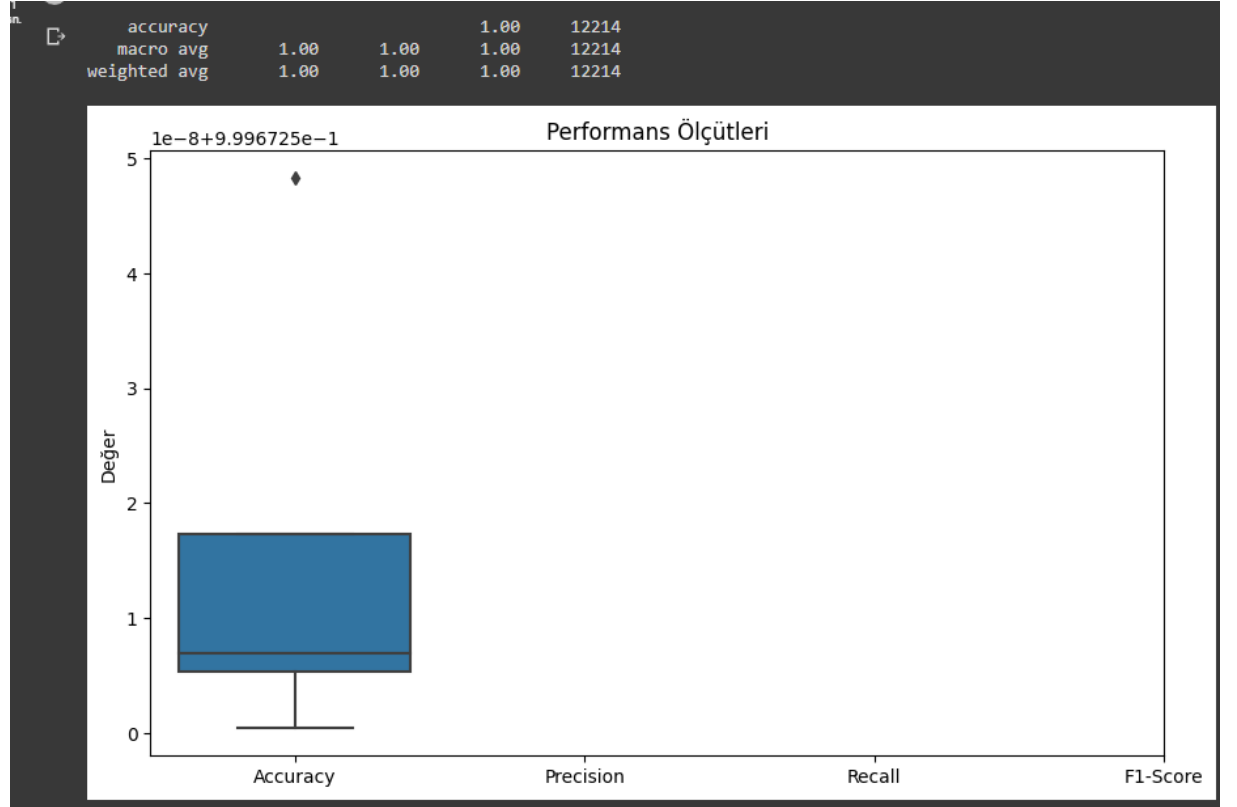 accuracy 1.00 12214
macro avg 1.00 1.00 1.00 12214
weighted avg 1.00 1.00 1.00 12214
Performans Ölçütleri
1e−8+9.996725e−1
5
4
3
2
1
0
Değer
Accuracy Precision Recall F1-Score